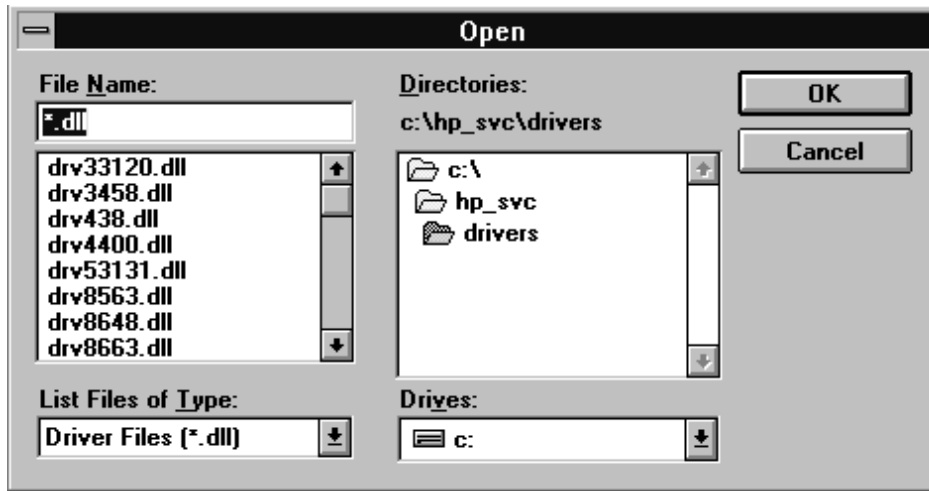 Open
File Name:
*.dll
drv33120.dll
drv3458.dll
drv438.dll
drv4400.dll
drv53131.dll
drv8563.dll
drv8648.dll
drv8663.dll
List Files of Type:
Driver Files (*.dll)
Directories:
c:\hp_svc\drivers
c:\
hp_svc
drivers
Drives:
c:
OK
Cancel